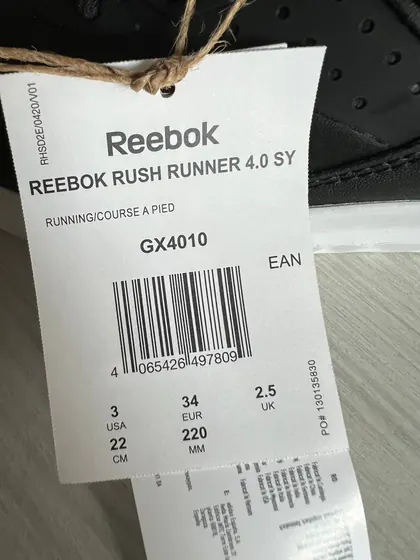 RHSD2E/0420/V01
Reebok
REEBOK RUSH RUNNER 4.0 SY
RUNNING/COURSE A PIED
GX4010
EAN
4 065426 497809
3 34 2.5
USA EUR UK
22 220
CM MM
PO# 130135830